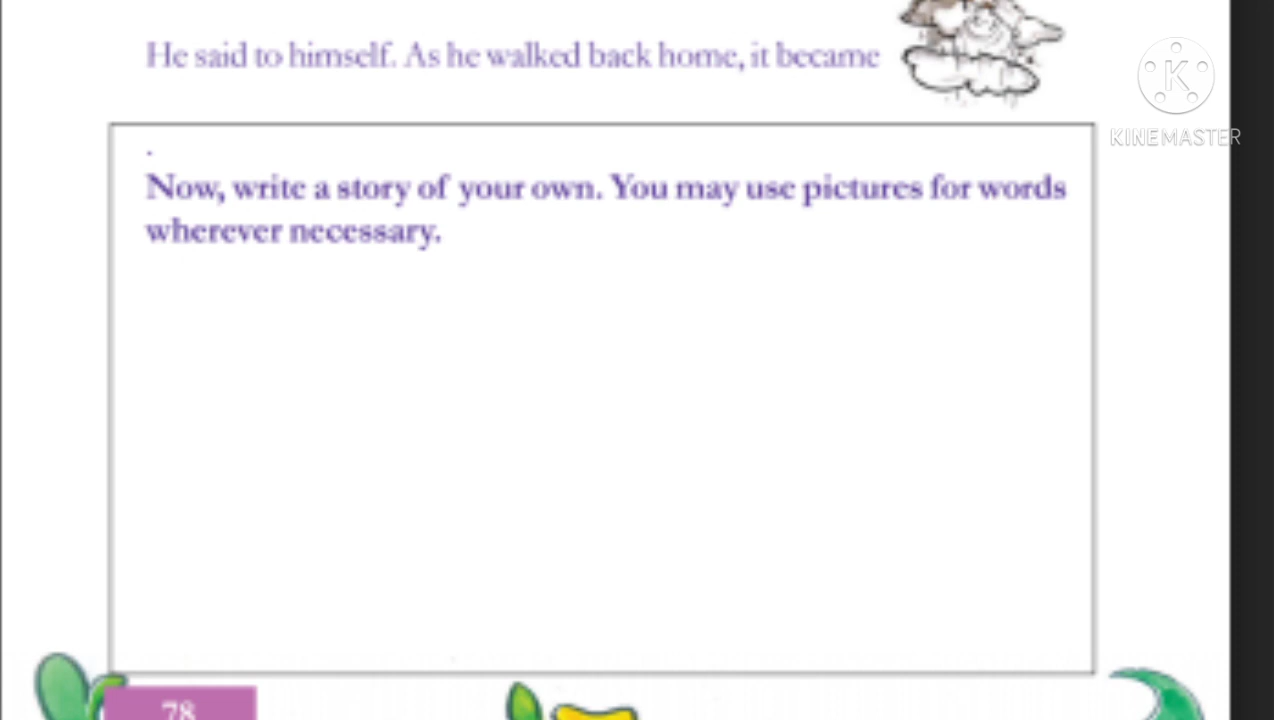 He said to himself. As he walked back home, it became
K
KINEMASTER
.
Now, write a story of your own. You may use pictures for words
wherever necessary.
78